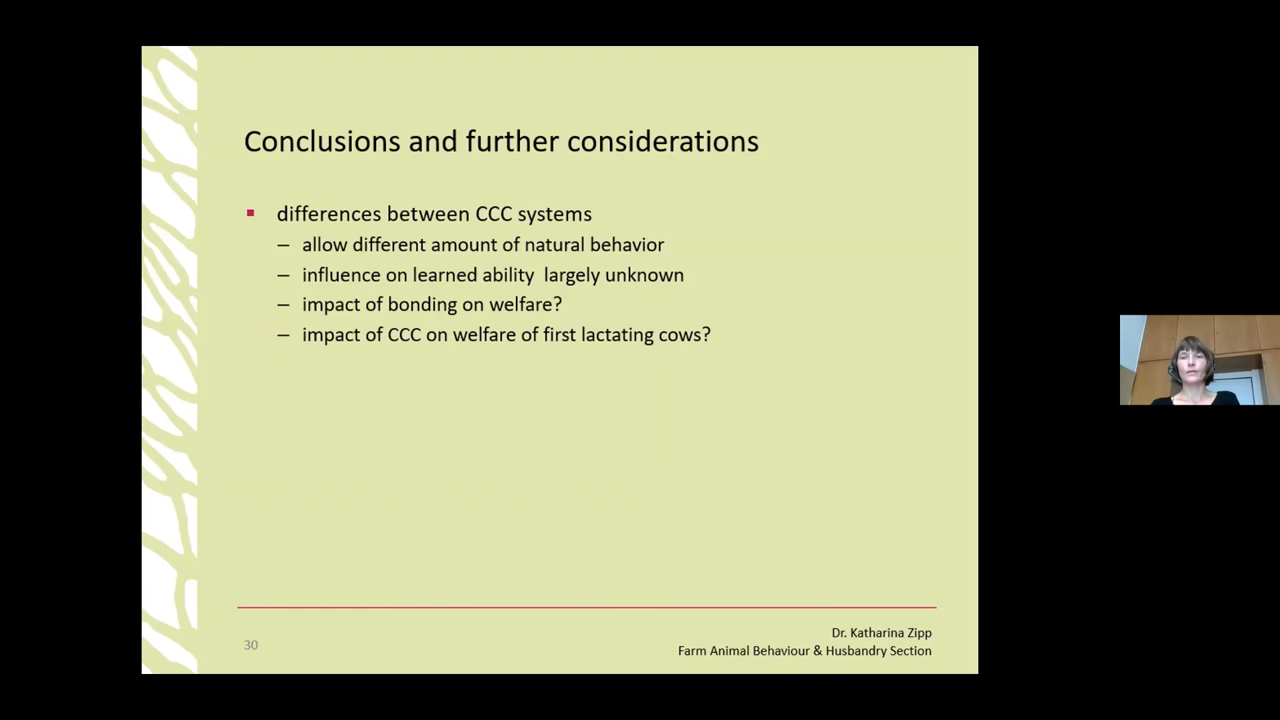 Conclusions and further considerations
▪ differences between CCC systems
– allow different amount of natural behavior
– influence on learned ability largely unknown
– impact of bonding on welfare?
– impact of CCC on welfare of first lactating cows?
30
Dr. Katharina Zipp
Farm Animal Behaviour & Husbandry Section